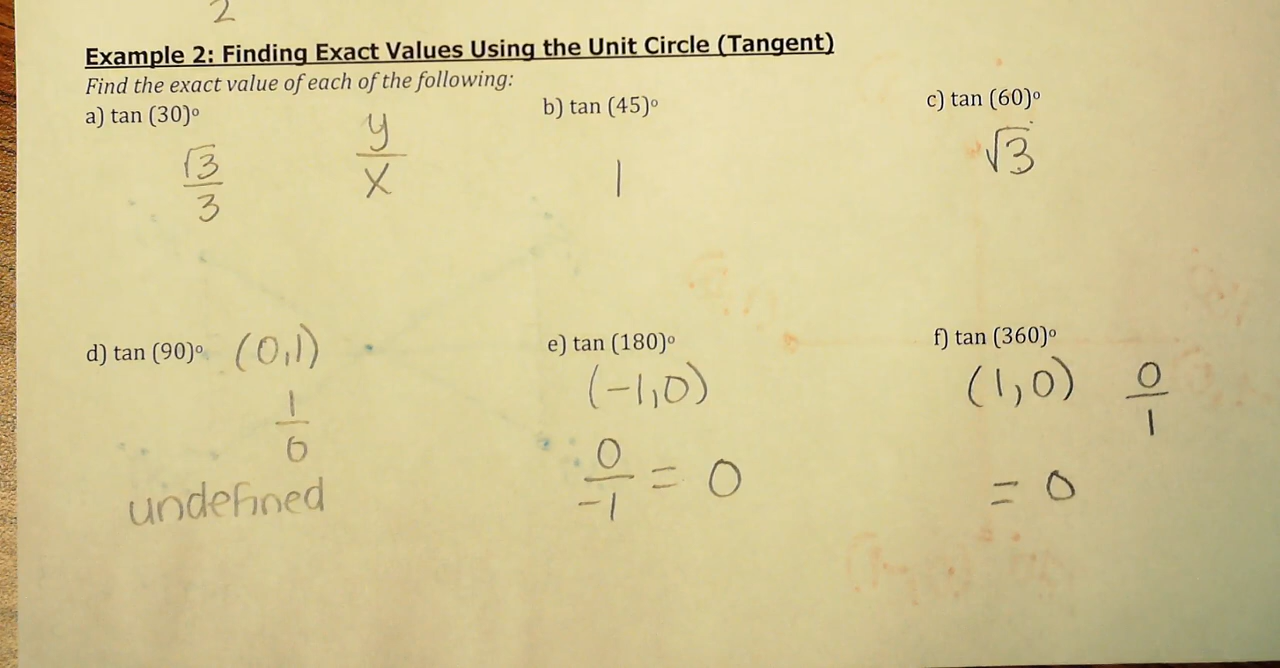 2
Example 2: Finding Exact Values Using the Unit Circle (Tangent)
Find the exact value of each of the following:
a) tan (30)°
√3
3
y
x
b) tan (45)°
1
c) tan (60)°
√3
d) tan (90)° (0,1)
1
0
undefined
e) tan (180)°
(-1,0)
0
-1
= 0
f) tan (360)°
(1,0)
0
1
= 0